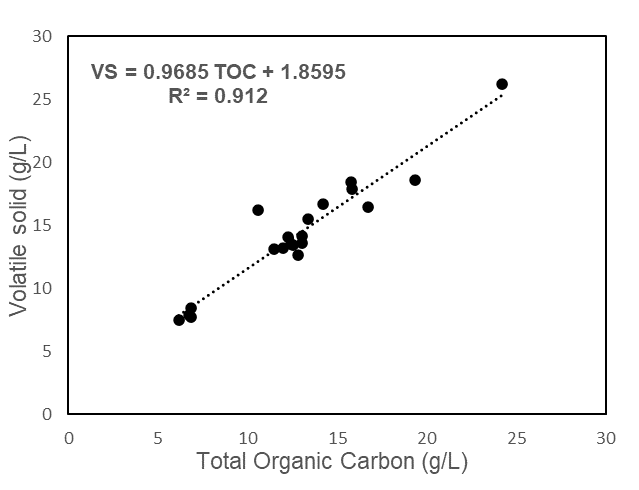 VS = 0.9685 TOC + 1.8595
R² = 0.912
30
25
20
15
10
5
0
Volatile solid (g/L)
0 5 10 15 20 25 30
Total Organic Carbon (g/L)